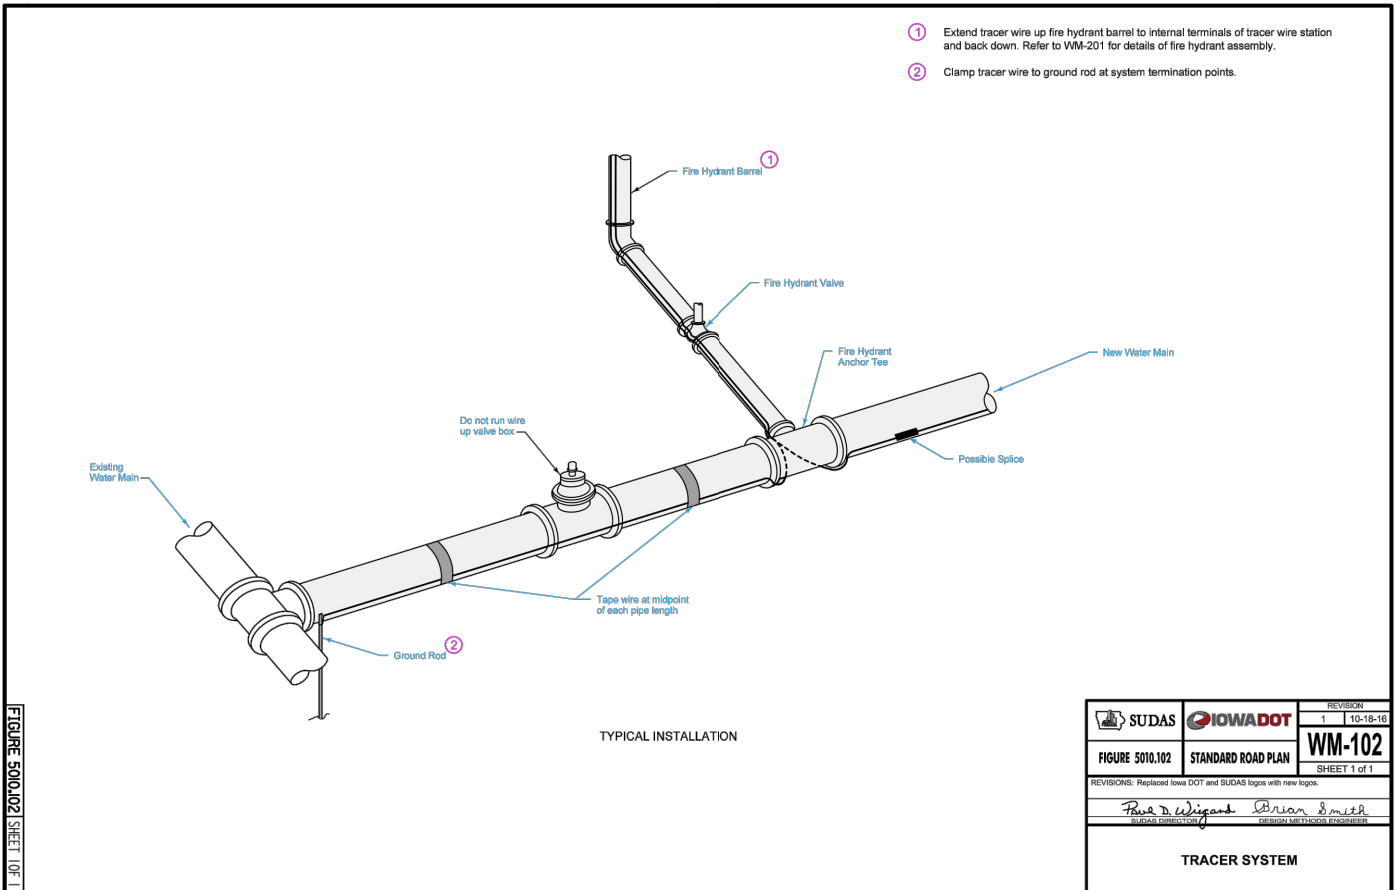 1 Extend tracer wire up fire hydrant barrel to internal terminals of tracer wire station
and back down. Refer to WM-201 for details of fire hydrant assembly.
2 Clamp tracer wire to ground rod at system termination points.
Fire Hydrant Barrel 1
Fire Hydrant Valve
Fire Hydrant
Anchor Tee
New Water Main
Do not run wire
up valve box
Possible Splice
Existing
Water Main
Tape wire at midpoint
of each pipe length
Ground Rod 2
TYPICAL INSTALLATION
FIGURE 5010.102 SHEET 1 OF 1
SUDAS
IOWADOT
REVISION
1 10-18-16
FIGURE 5010.102
STANDARD ROAD PLAN
WM-102
SHEET 1 of 1
REVISIONS: Replaced Iowa DOT and SUDAS logos with new logos.
Paul D. Wiegand
Brian Smith
SUDAS DIRECTOR
DESIGN METHODS ENGINEER
TRACER SYSTEM